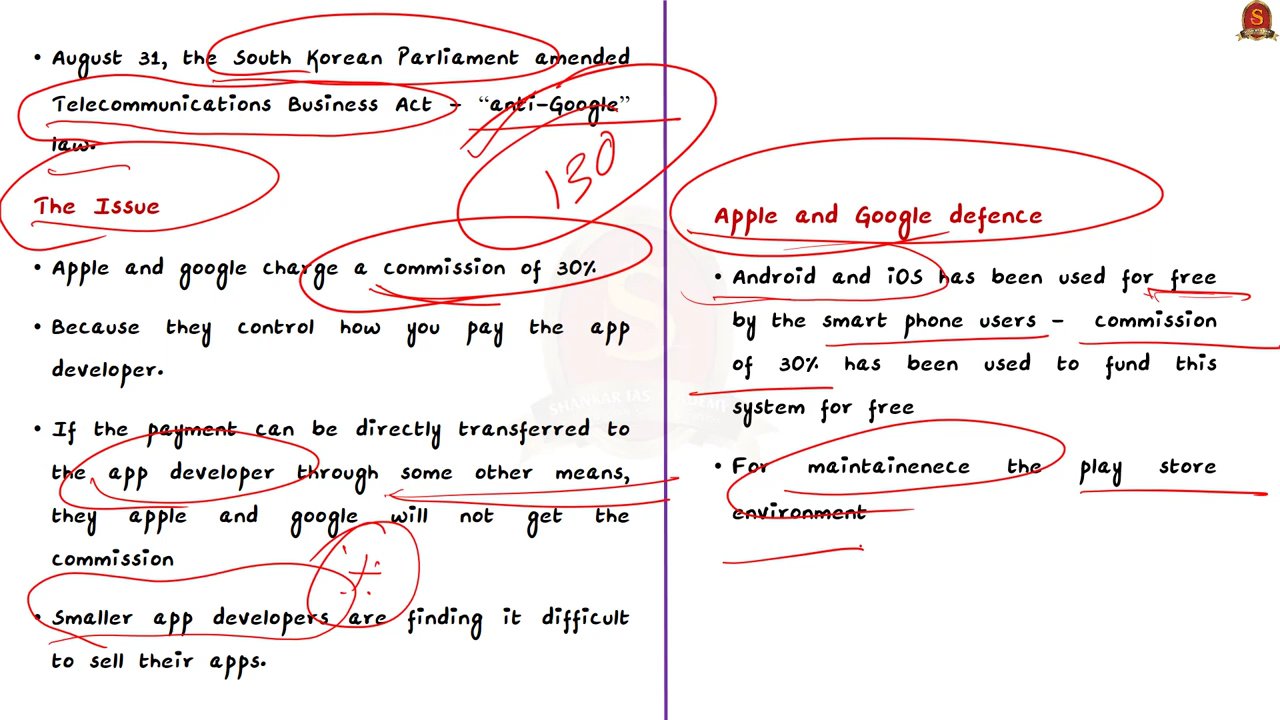 • August 31, the South Korean Parliament amended
Telecommunications Business Act – “anti-Google”
law.
130
The Issue
• Apple and google charge a commission of 30%
• Because they control how you pay the app
developer.
• If the payment can be directly transferred to
the app developer through some other means,
they apple and google will not get the
commission
• Smaller app developers are finding it difficult
to sell their apps.
S
Apple and Google defence
• Android and iOS has been used for free
by the smart phone users – commission
of 30% has been used to fund this
system for free
• For maintainenece the play store
environment
S
SHANKAR IAS ACADEMY